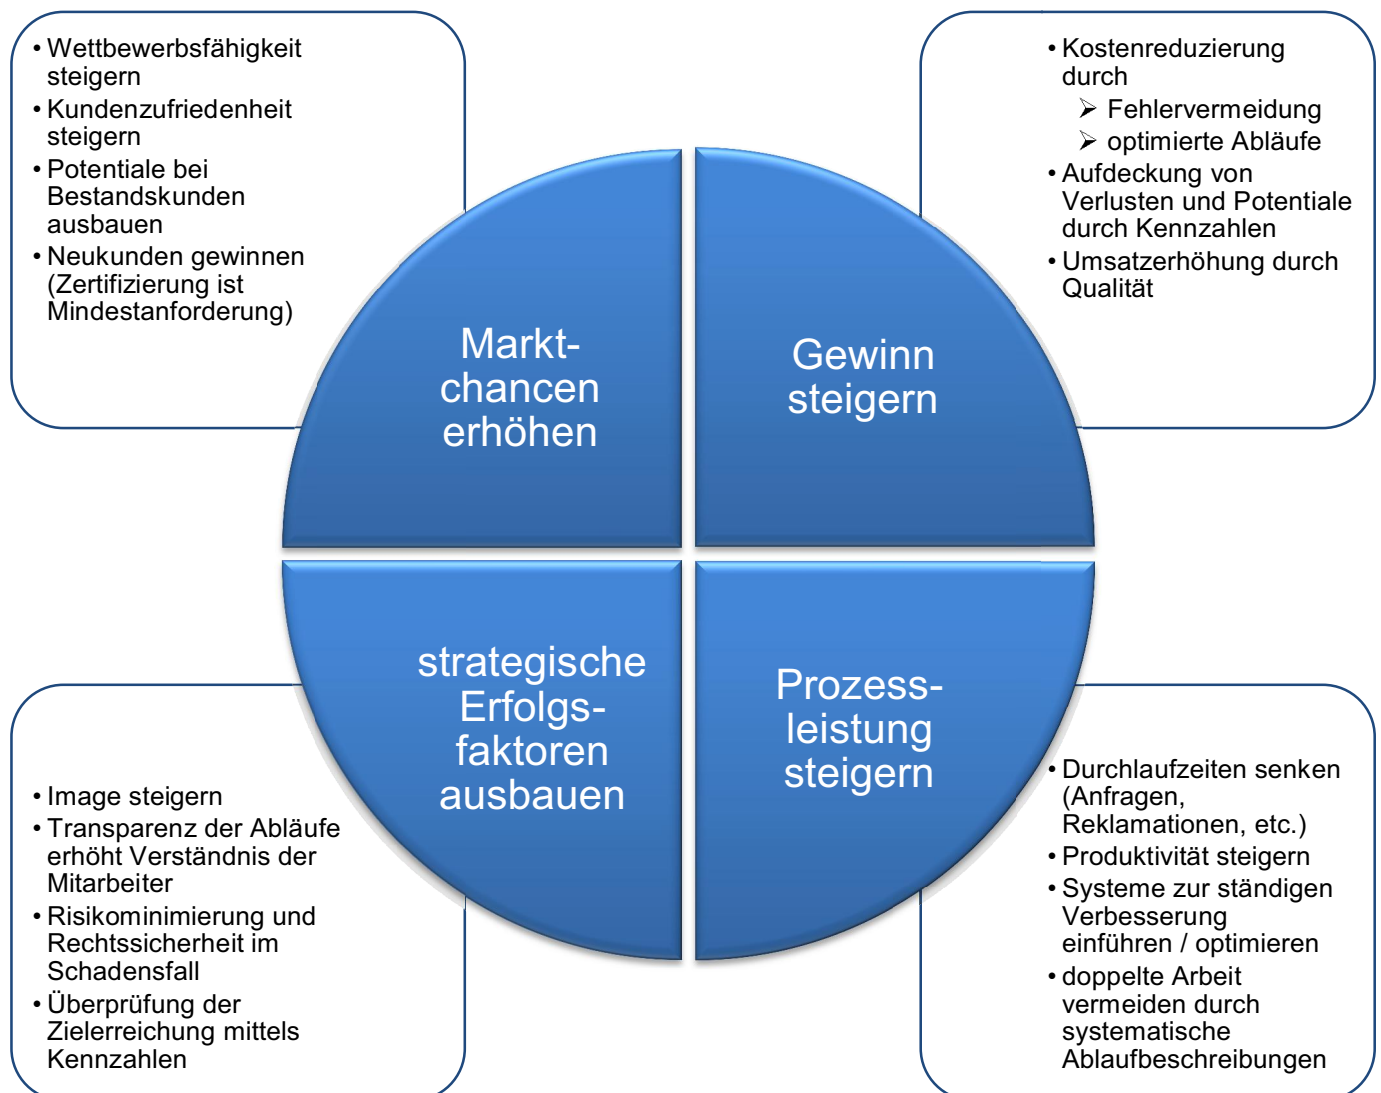 • Wettbewerbsfähigkeit
steigern
• Kundenzufriedenheit
steigern
• Potentiale bei
Bestandskunden
ausbauen
• Neukunden gewinnen
(Zertifizierung ist
Mindestanforderung)
• Kostenreduzierung
durch
➢ Fehlervermeidung
➢ optimierte Abläufe
• Aufdeckung von
Verlusten und Potentiale
durch Kennzahlen
• Umsatzerhöhung durch
Qualität
Markt-
chancen
erhöhen
Gewinn
steigern
strategische
Erfolgs-
faktoren
ausbauen
Prozess-
leistung
steigern
• Image steigern
• Transparenz der Abläufe
erhöht Verständnis der
Mitarbeiter
• Risikominimierung und
Rechtssicherheit im
Schadensfall
• Überprüfung der
Zielerreichung mittels
Kennzahlen
• Durchlaufzeiten senken
(Anfragen,
Reklamationen, etc.)
• Produktivität steigern
• Systeme zur ständigen
Verbesserung
einführen / optimieren
• doppelte Arbeit
vermeiden durch
systematische
Ablaufbeschreibungen